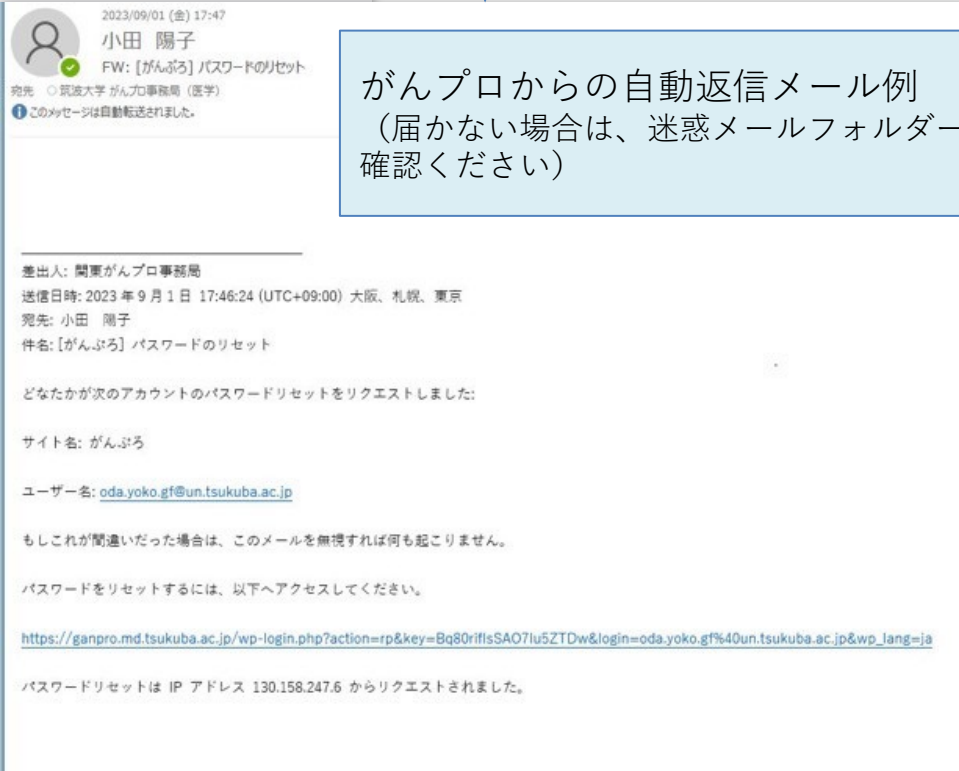 2023/09/01 (金) 17:47
小田 陽子
FW: [がんぷろ] パスワードのリセット
宛先 ○筑波大学 がんプロ事務局（医学）
このメッセージは自動転送されました。
がんプロからの自動返信メール例
（届かない場合は、迷惑メールフォルダー
確認ください）
差出人: 関東がんプロ事務局
送信日時: 2023 年 9 月 1 日 17:46:24 (UTC+09:00) 大阪、札幌、東京
宛先: 小田 陽子
件名: [がんぷろ] パスワードのリセット
どなたかが次のアカウントのパスワードリセットをリクエストしました:
サイト名: がんぷろ
ユーザー名: oda.yoko.gf@un.tsukuba.ac.jp
もしこれが間違いだった場合は、このメールを無視すれば何も起こりません。
パスワードをリセットするには、以下へアクセスしてください。
https://ganpro.md.tsukuba.ac.jp/wp-login.php?action=rp&key=Bq80rifIsSAO7Iu5ZTDw&login=oda.yoko.gf%40un.tsukuba.ac.jp&wp_lang=ja
パスワードリセットは IP アドレス 130.158.247.6 からリクエストされました。